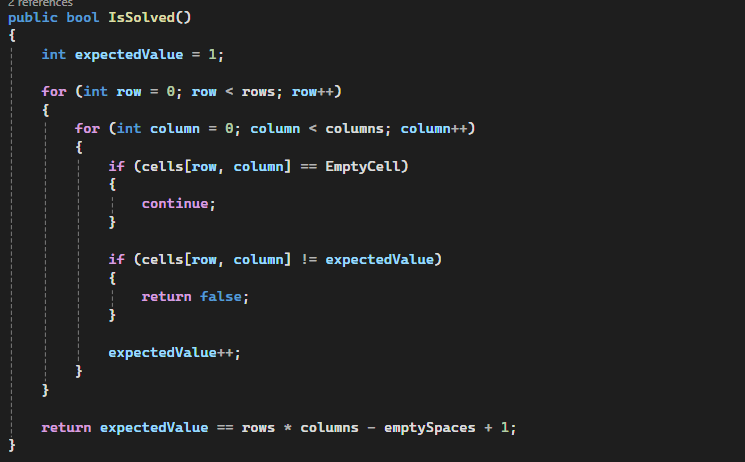 2 references
public bool IsSolved()
{
    int expectedValue = 1;

    for (int row = 0; row < rows; row++)
    {
        for (int column = 0; column < columns; column++)
        {
            if (cells[row, column] == EmptyCell)
            {
                continue;
            }

            if (cells[row, column] != expectedValue)
            {
                return false;
            }

            expectedValue++;
        }
    }

    return expectedValue == rows * columns - emptySpaces + 1;
}